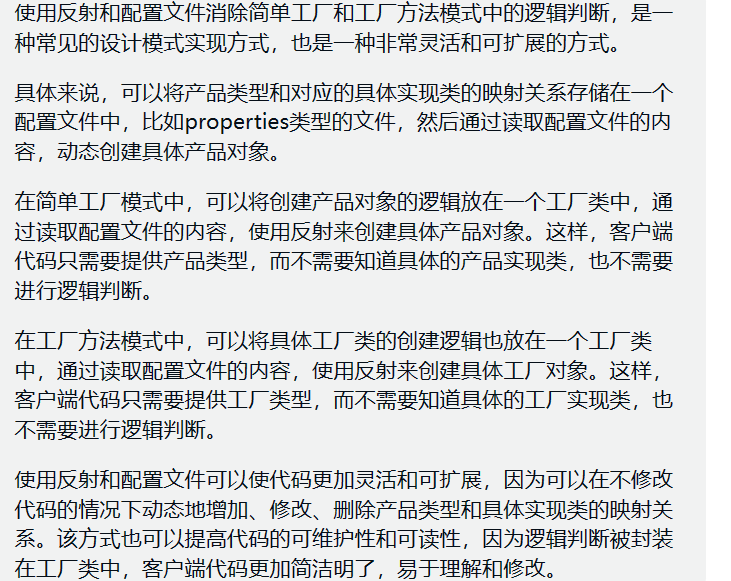 使用反射和配置文件消除简单工厂和工厂方法模式中的逻辑判断，是一
种常见的设计模式实现方式，也是一种非常灵活和可扩展的方式。
具体来说，可以将产品类型和对应的具体实现类的映射关系存储在一个
配置文件中，比如properties类型的文件，然后通过读取配置文件的内
容，动态创建具体产品对象。
在简单工厂模式中，可以将创建产品对象的逻辑放在一个工厂类中，通
过读取配置文件的内容，使用反射来创建具体产品对象。这样，客户端
代码只需要提供产品类型，而不需要知道具体的产品实现类，也不需要
进行逻辑判断。
在工厂方法模式中，可以将具体工厂类的创建逻辑也放在一个工厂类
中，通过读取配置文件的内容，使用反射来创建具体工厂对象。这样，
客户端代码只需要提供工厂类型，而不需要知道具体的工厂实现类，也
不需要进行逻辑判断。
使用反射和配置文件可以使代码更加灵活和可扩展，因为可以在不修改
代码的情况下动态地增加、修改、删除产品类型和具体实现类的映射关
系。该方式也可以提高代码的可维护性和可读性，因为逻辑判断被封装
在工厂类中，客户端代码更加简洁明了，易于理解和修改。